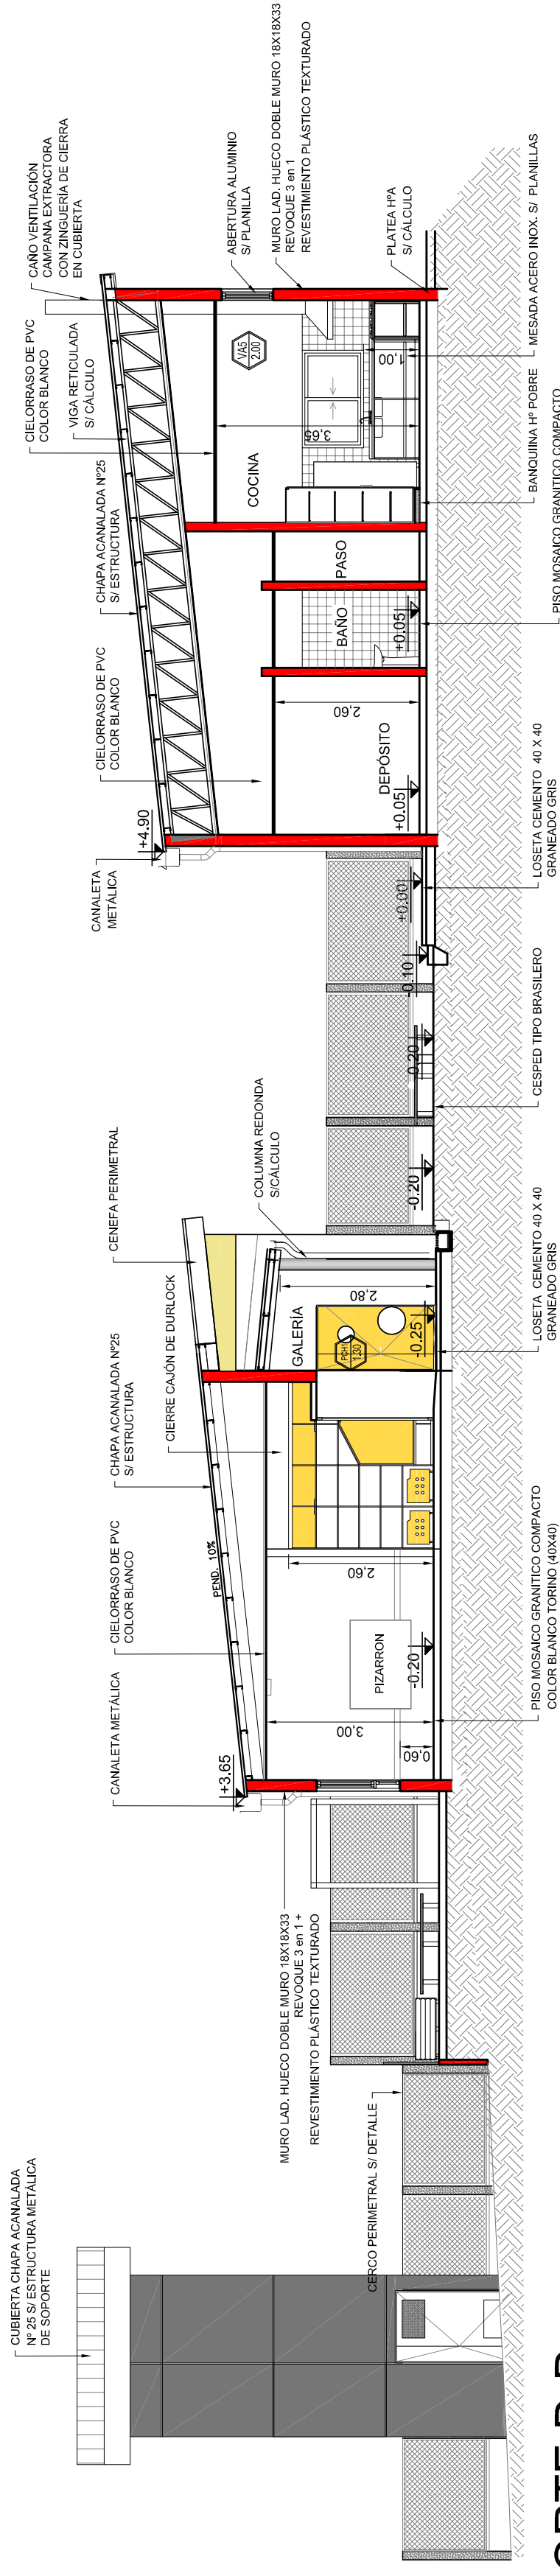 CUBIERTA CHAPA ACANALADA
Nº 25 S/ ESTRUCTURA METÁLICA
DE SOPORTE
CERCO PERIMETRAL S/ DETALLE
MURO LAD. HUECO DOBLE MURO 18X18X33
REVOQUE 3 en 1 +
REVESTIMIENTO PLÁSTICO TEXTURADO
CANALETA METÁLICA
+3.65
CIELORRASO DE PVC
COLOR BLANCO
PEND. 10%
CHAPA ACANALADA Nº25
S/ ESTRUCTURA
CIERRE CAJÓN DE DURLOCK
CENEFA PERIMETRAL
COLUMNA REDONDA
S/CÁLCULO
0,60
3,00
PIZARRON
-0.20
2,60
GALERÍA
PCH1
1.30
2,80
-0.25
-0.20
-0.20
-0.10
+0.00
PISO MOSAICO GRANITICO COMPACTO
COLOR BLANCO TORINO (40X40)
LOSETA CEMENTO 40 X 40
GRANEADO GRIS
CESPED TIPO BRASILERO
LOSETA CEMENTO 40 X 40
GRANEADO GRIS
CANALETA
METÁLICA
+4.90
CIELORRASO DE PVC
COLOR BLANCO
CHAPA ACANALADA Nº25
S/ ESTRUCTURA
VIGA RETICULADA
S/ CÁLCULO
CIELORRASO DE PVC
COLOR BLANCO
CAÑO VENTILACIÓN
CAMPANA EXTRACTORA
CON ZINGUERÍA DE CIERRA
EN CUBIERTA
ABERTURA ALUMINIO
S/ PLANILLA
MURO LAD. HUECO DOBLE MURO 18X18X33
REVOQUE 3 en 1
REVESTIMIENTO PLÁSTICO TEXTURADO
PLATEA HºA
S/ CÁLCULO
DEPÓSITO
+0.05
2,60
BAÑO
+0.05
PASO
COCINA
3,65
VA5
2.00
1,00
PISO MOSAICO GRANITICO COMPACTO
BANQUIINA Hº POBRE
MESADA ACERO INOX. S/ PLANILLAS